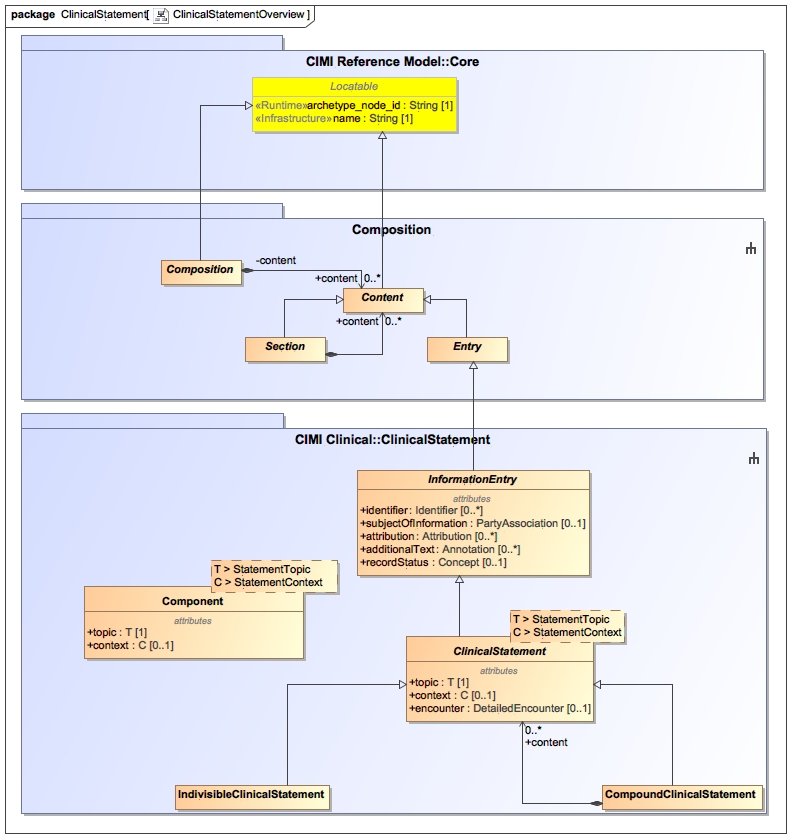 package ClinicalStatement[ ClinicalStatementOverview ]
CIMI Reference Model::Core
Locatable
«Runtime»archetype_node_id : String [1]
«Infrastructure»name : String [1]
Composition
Composition
-content
+content 0..*
Content
+content 0..*
Section
Entry
CIMI Clinical::ClinicalStatement
InformationEntry
attributes
+identifier : Identifier [0..*]
+subjectOfInformation : PartyAssociation [0..1]
+attribution : Attribution [0..*]
+additionalText : Annotation [0..*]
+recordStatus : Concept [0..1]
T > StatementTopic
C > StatementContext
Component
attributes
+topic : T [1]
+context : C [0..1]
T > StatementTopic
C > StatementContext
ClinicalStatement
attributes
+topic : T [1]
+context : C [0..1]
+encounter : DetailedEncounter [0..1]
0..*
+content
IndivisibleClinicalStatement
CompoundClinicalStatement